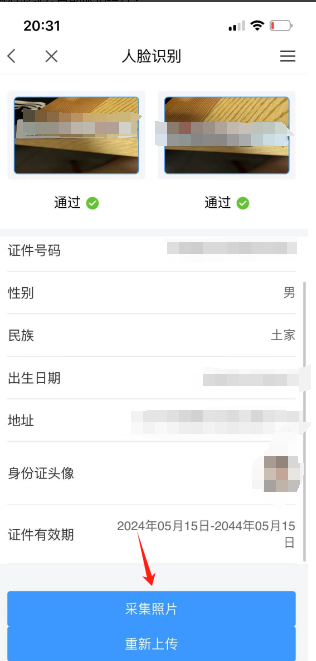 20:31
人脸识别
通过 通过
证件号码
性别 男
民族 土家
出生日期
地址
身份证头像
证件有效期 2024年05月15日-2044年05月15
日
采集照片
重新上传